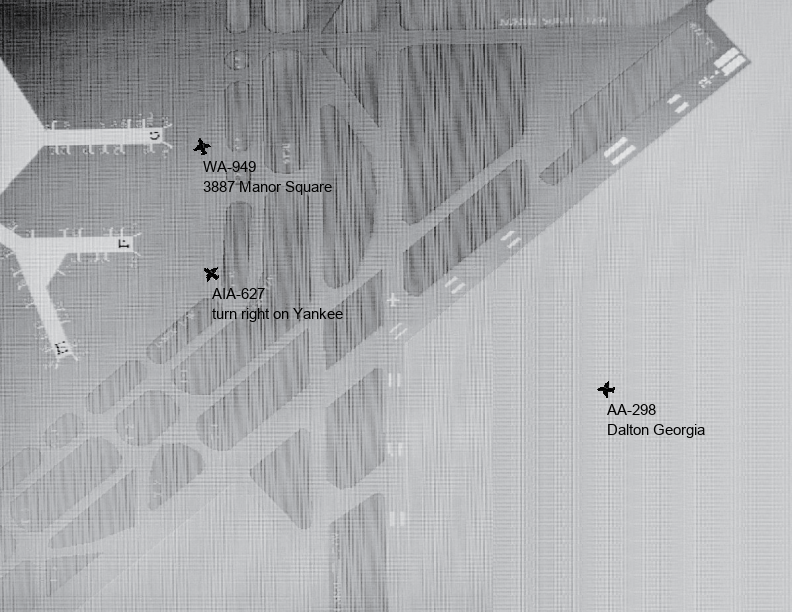 G
F
WA-949
3887 Manor Square
AIA-627
turn right on Yankee
AA-298
Dalton Georgia